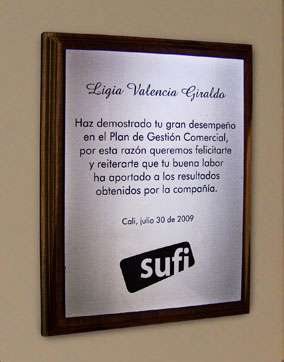 Ligia Valencia Giraldo
Haz demostrado tu gran desempeño
en el Plan de Gestión Comercial,
por esta razón queremos felicitarte
y reiterarte que tu buena labor
ha aportado a los resultados
obtenidos por la compañía.
Cali, julio 30 de 2009
sufi